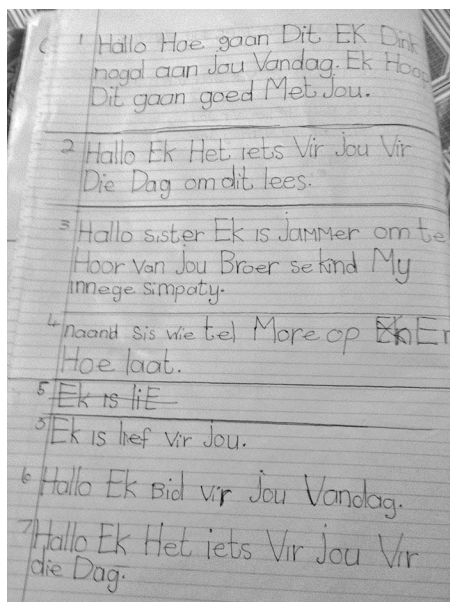 1 Hallo Hoe gaan Dit EK Dink
nogal aan Jou Vandag. Ek Hoop
Dit gaan goed Met Jou.
2 Hallo Ek Het iets Vir Jou Vir
Die Dag om dit lees.
3 Hallo sister Ek is JaMMer om te
Hoor Van Jou Broer se kind My
innege simpaty.
4 naand sis wie tel More op En Er
Hoe laat.
5 Ek is liE
5 Ek is lief Vir Jou.
6 Hallo Ek Bid vir Jou Vandag.
7 Hallo Ek Het iets Vir Jou Vir
die Dag.